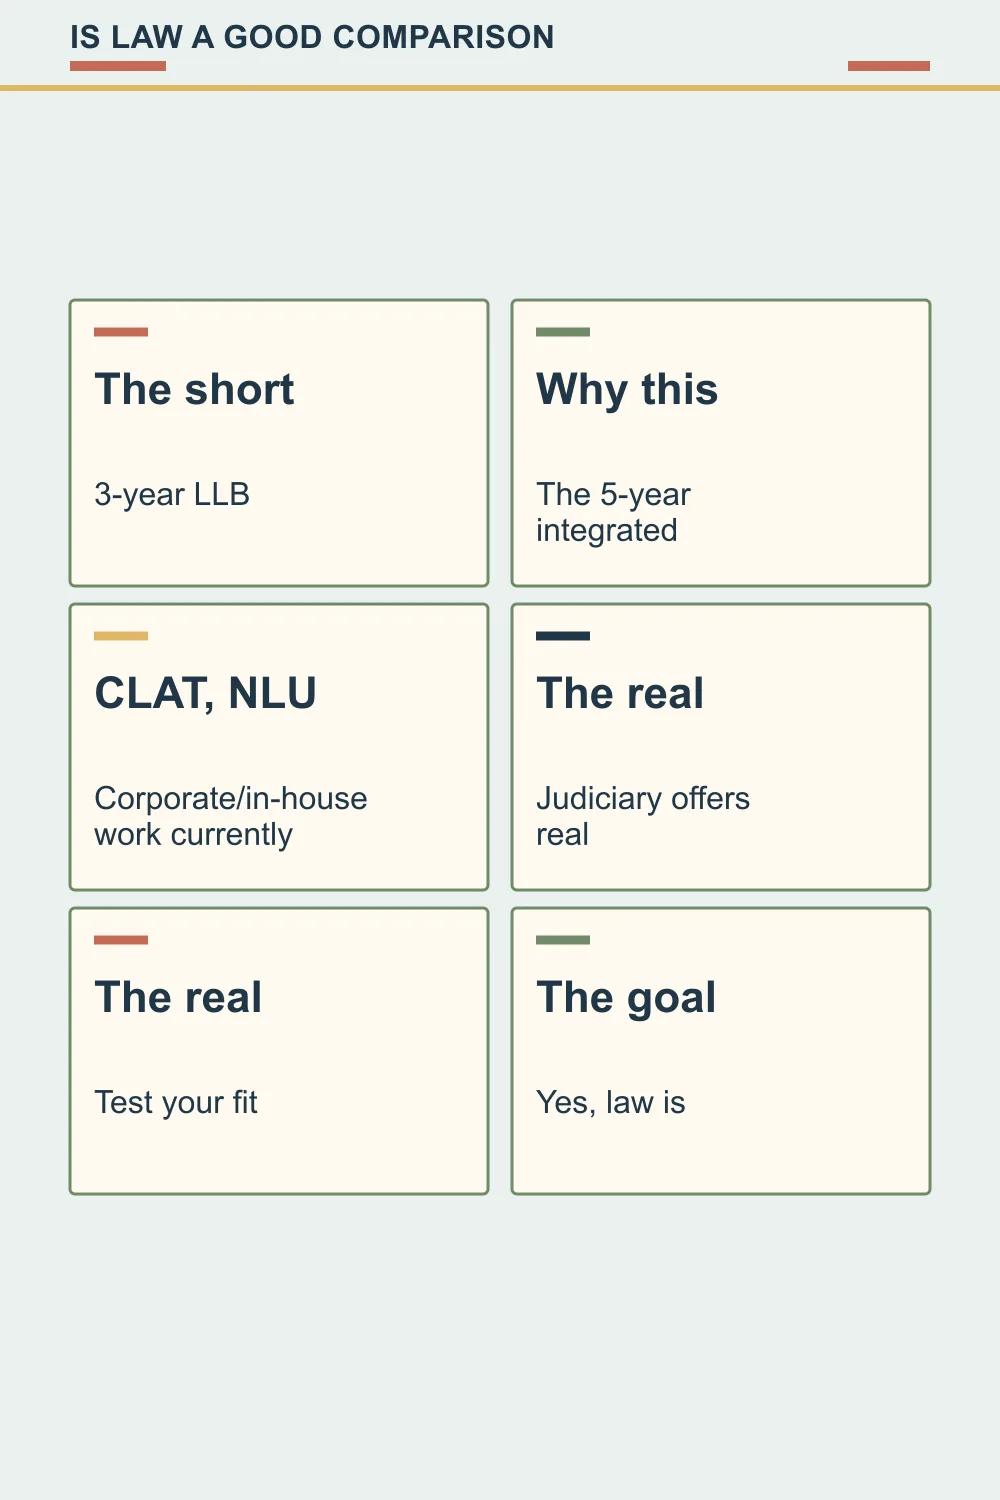 IS LAW A GOOD COMPARISON
The short
3-year LLB
Why this
The 5-year
integrated
CLAT, NLU
Corporate/in-house
work currently
The real
Judiciary offers
real
The real
Test your fit
The goal
Yes, law is